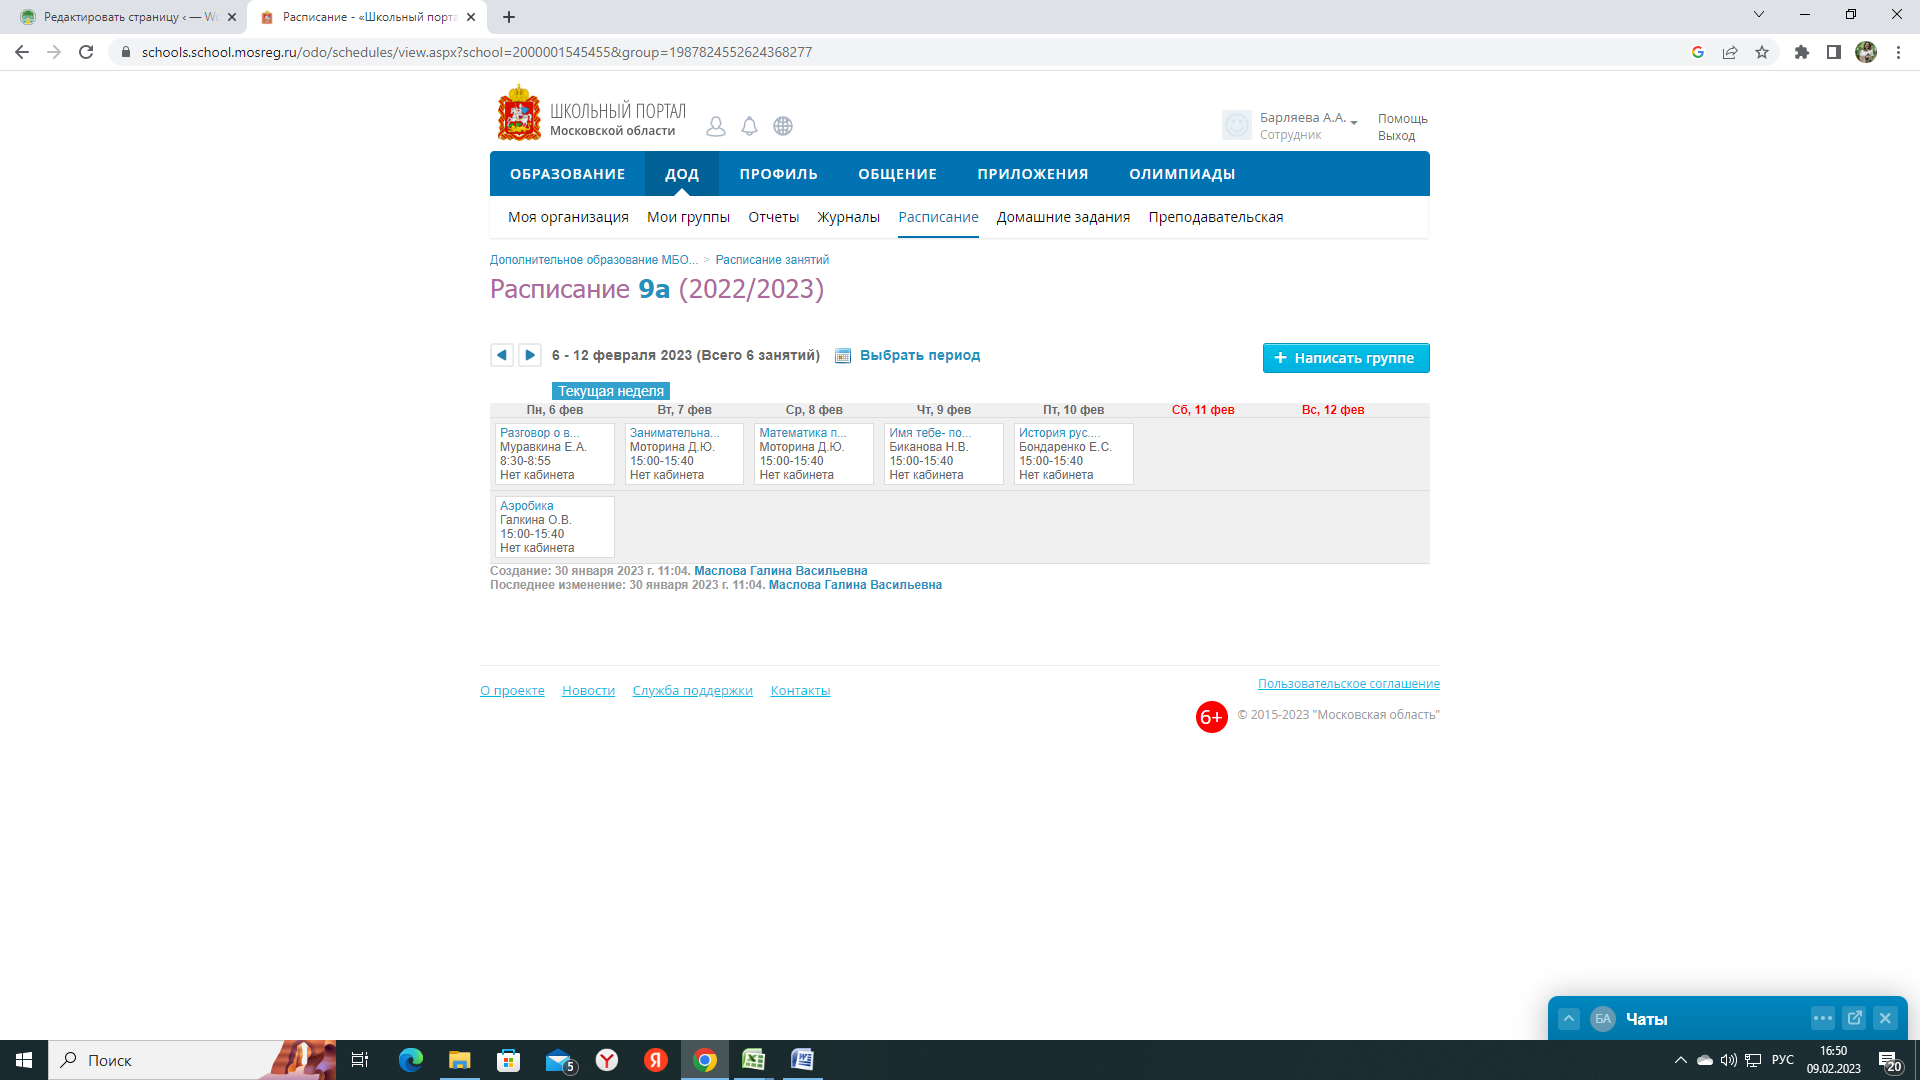 Редактировать страницу ‹ — Wo
Расписание - «Школьный порта
schools.school.mosreg.ru/odo/schedules/view.aspx?school=2000001545455&group=1987824552624368277
ШКОЛЬНЫЙ ПОРТАЛ
Московской области
Барляева А.А.
Сотрудник
Помощь
Выход
ОБРАЗОВАНИЕ ДОД ПРОФИЛЬ ОБЩЕНИЕ ПРИЛОЖЕНИЯ ОЛИМПИАДЫ
Моя организация Мои группы Отчеты Журналы Расписание Домашние задания Преподавательская
Дополнительное образование МБО... > Расписание занятий
Расписание 9а (2022/2023)
6 - 12 февраля 2023 (Всего 6 занятий) Выбрать период
+ Написать группе
Текущая неделя
Пн, 6 фев Вт, 7 фев Ср, 8 фев Чт, 9 фев Пт, 10 фев Сб, 11 фев Вс, 12 фев
Разговор о в... Занимательна... Математика п... Имя тебе- по... История рус....
Муравкина Е.А. Моторина Д.Ю. Моторина Д.Ю. Биканова Н.В. Бондаренко Е.С.
8:30-8:55 15:00-15:40 15:00-15:40 15:00-15:40 15:00-15:40
Нет кабинета Нет кабинета Нет кабинета Нет кабинета Нет кабинета
Аэробика
Галкина О.В.
15:00-15:40
Нет кабинета
Создание: 30 января 2023 г. 11:04. Маслова Галина Васильевна
Последнее изменение: 30 января 2023 г. 11:04. Маслова Галина Васильевна
О проекте Новости Служба поддержки Контакты
Пользовательское соглашение
6+ © 2015-2023 "Московская область"
БА Чаты
Поиск
5
РУС
16:50
09.02.2023
20